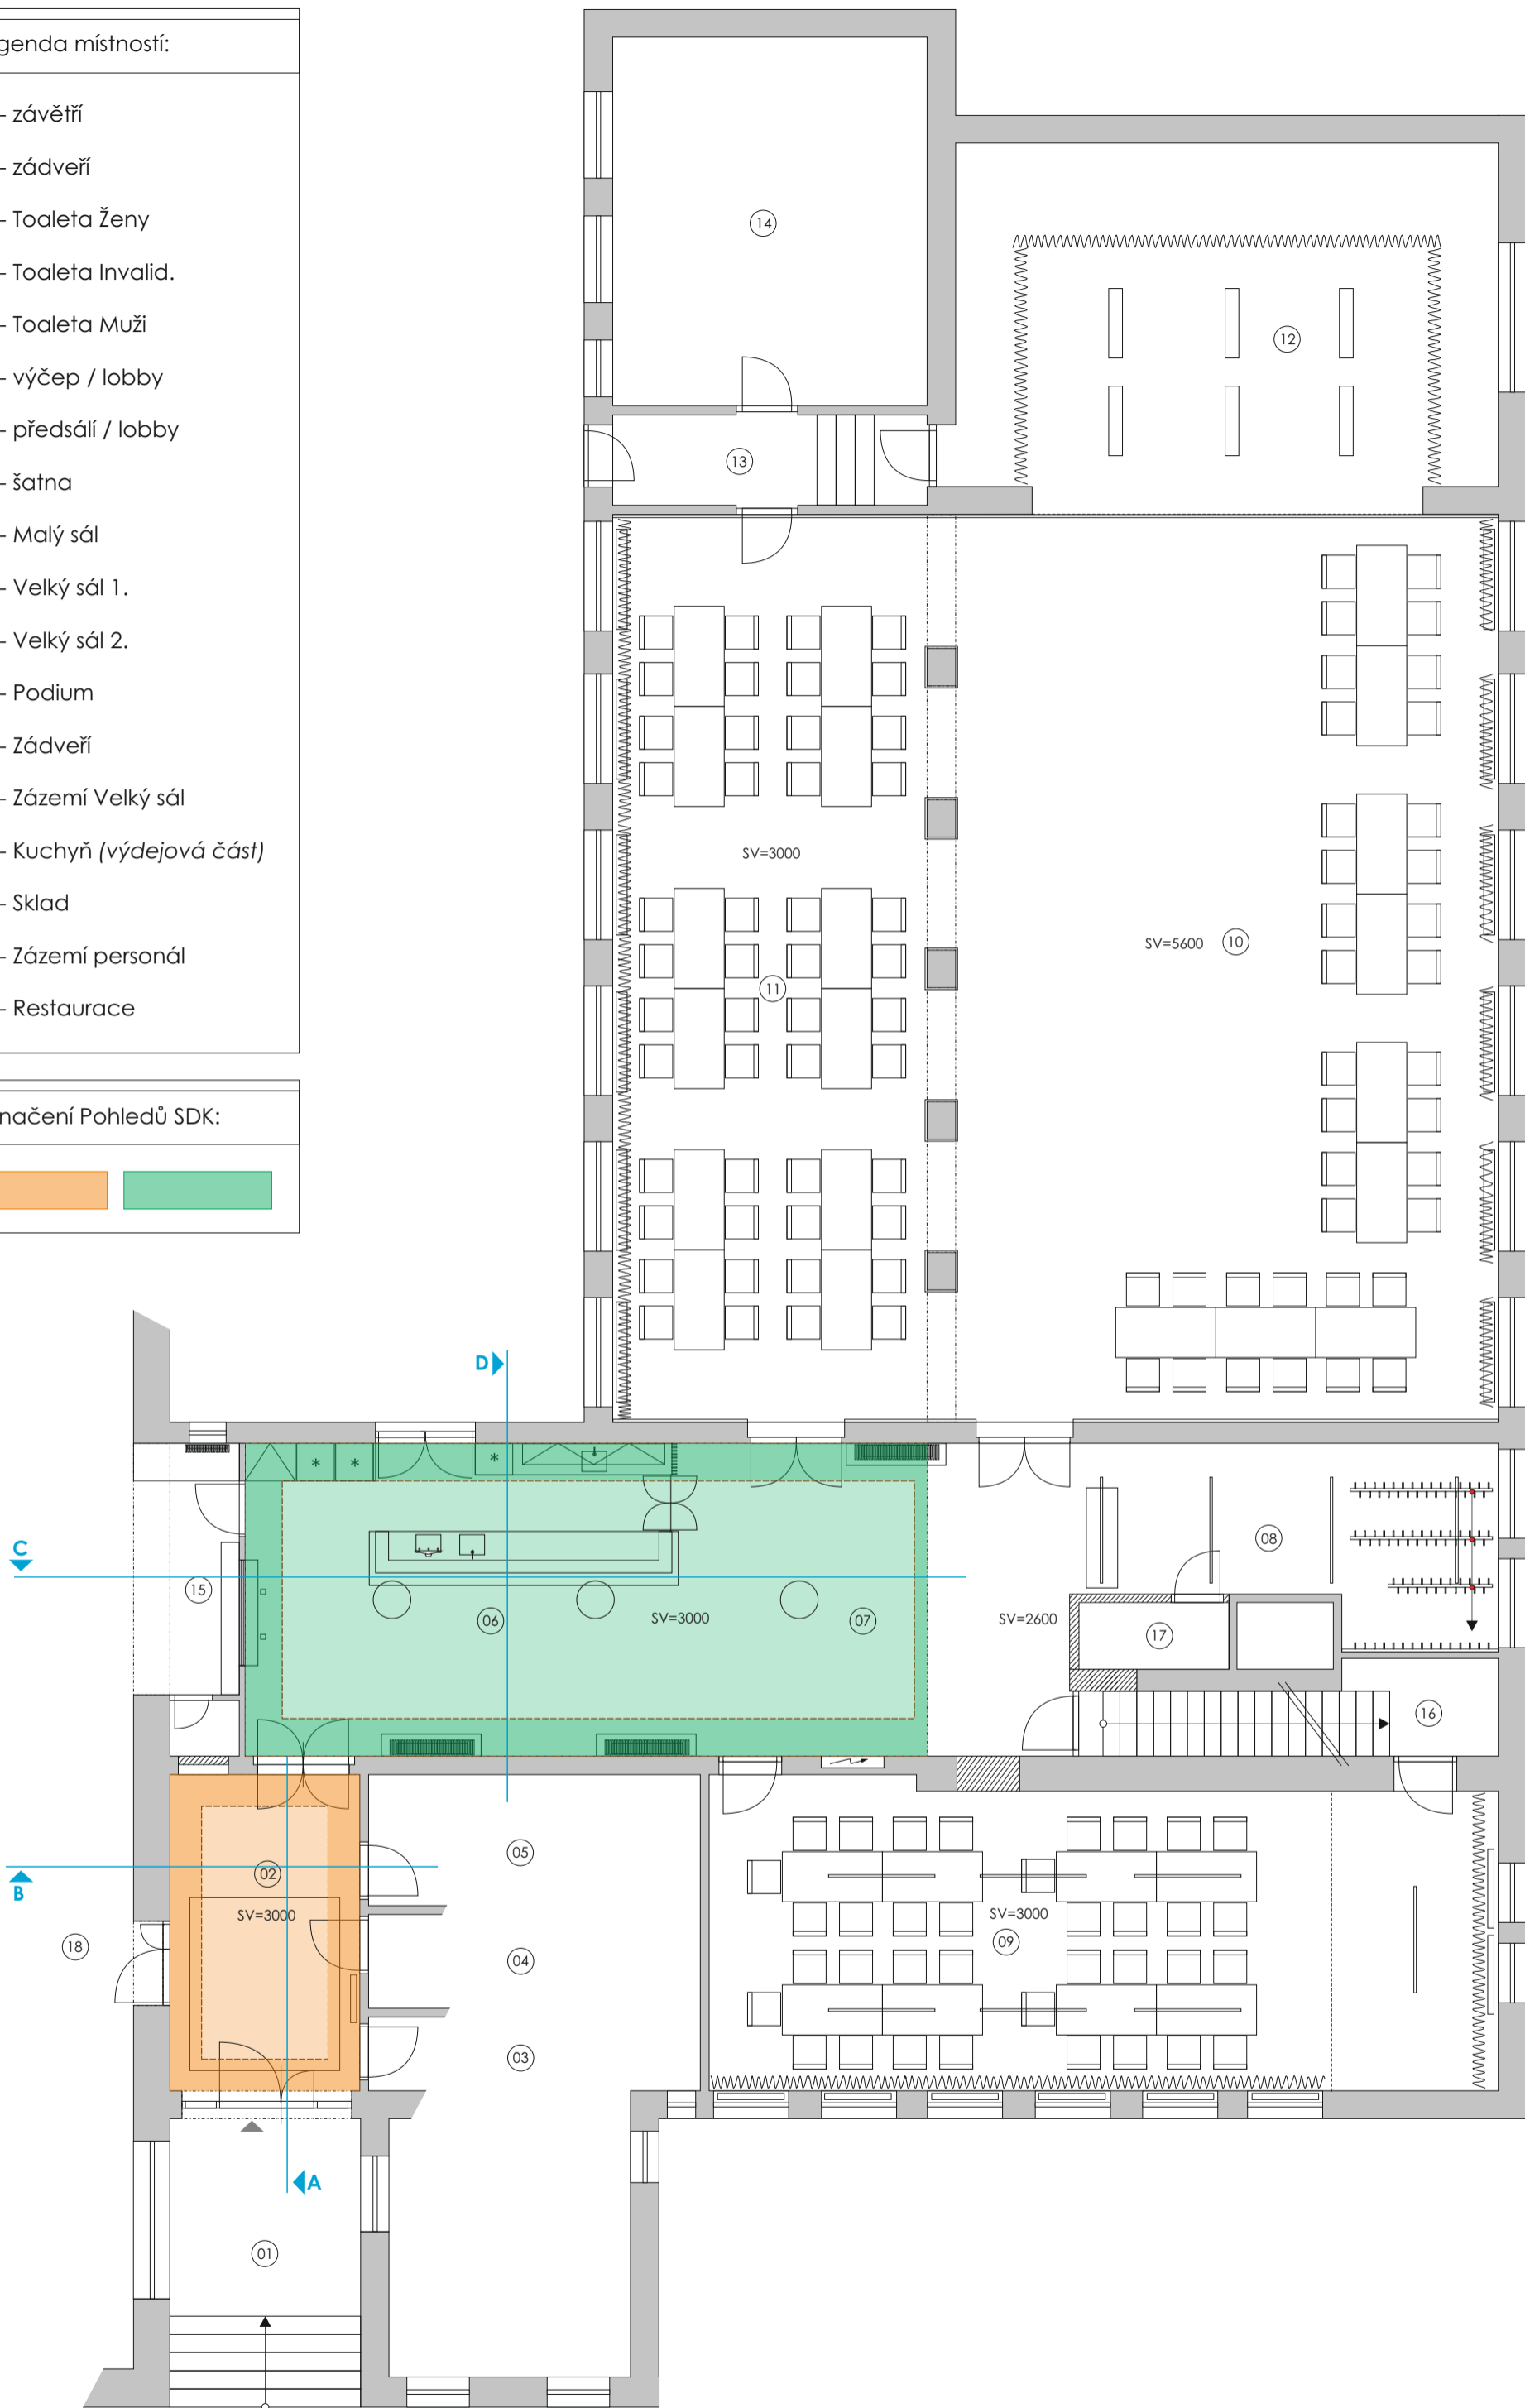 genda místností:
- závětří
- zádveří
- Toaleta Ženy
- Toaleta Invalid.
- Toaleta Muži
- výčep / lobby
- předsálí / lobby
- šatna
- Malý sál
- Velký sál 1.
- Velký sál 2.
- Podium
- Zádveří
- Zázemí Velký sál
- Kuchyň (výdejová část)
- Sklad
- Zázemí personál
- Restaurace
načení Pohledů SDK:
14
12
13
SV=3000
SV=5600 10
11
D
C
* * *
08
15
06
SV=3000
07
SV=2600
17
16
02
B
SV=3000
05
18
04
SV=3000
09
03
A
01